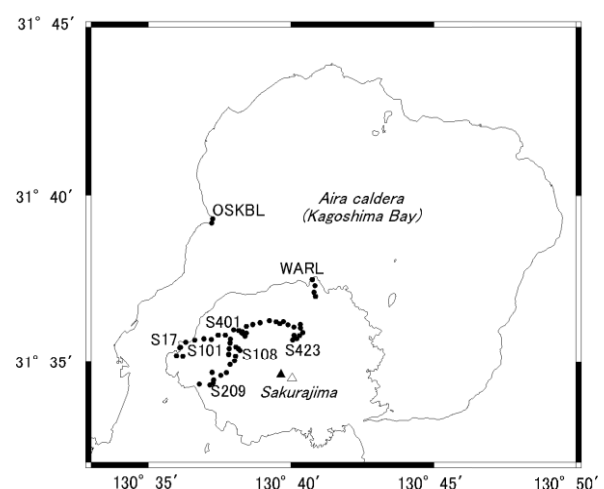 31° 45′
31° 40′
31° 35′
OSKBL
Aira caldera
(Kagoshima Bay)
WARL
S401
S17
S101
S108
S423
S209
Sakurajima
130° 35′
130° 40′
130° 45′
130° 50′